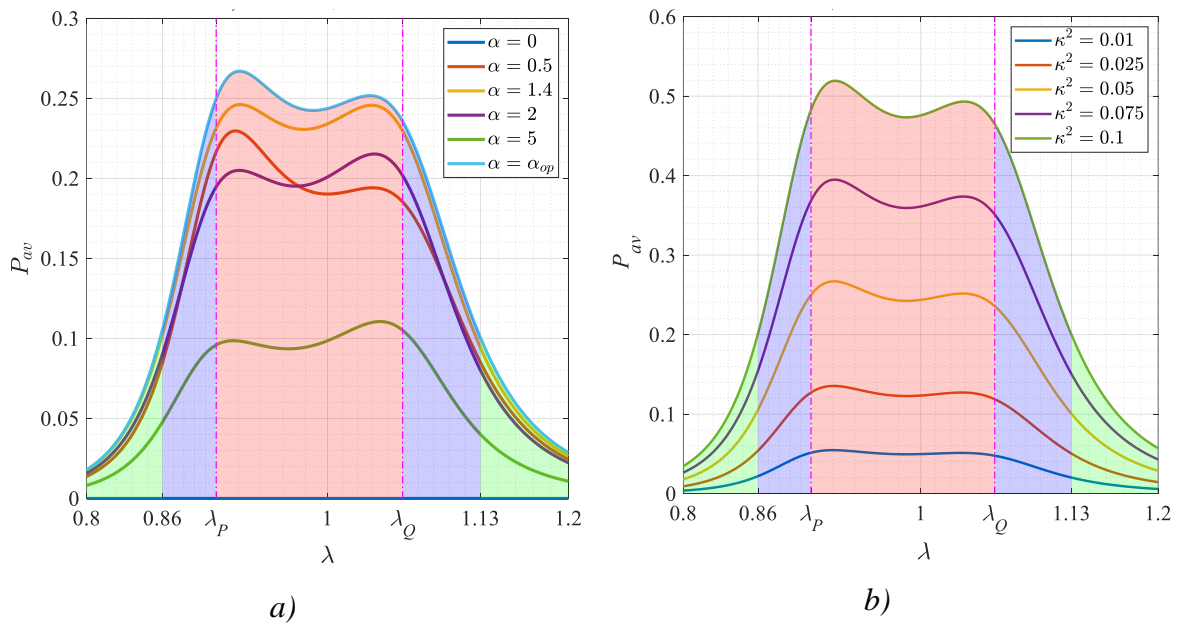 0.3
0.25
0.2
0.15
0.1
0.05
0
P_av
0.8
0.86
λ_P
1
λ_Q
1.13
1.2
λ
α = 0
α = 0.5
α = 1.4
α = 2
α = 5
α = α_op
a)
0.6
0.5
0.4
0.3
0.2
0.1
0
P_av
0.8
0.86
λ_P
1
λ_Q
1.13
1.2
λ
κ² = 0.01
κ² = 0.025
κ² = 0.05
κ² = 0.075
κ² = 0.1
b)